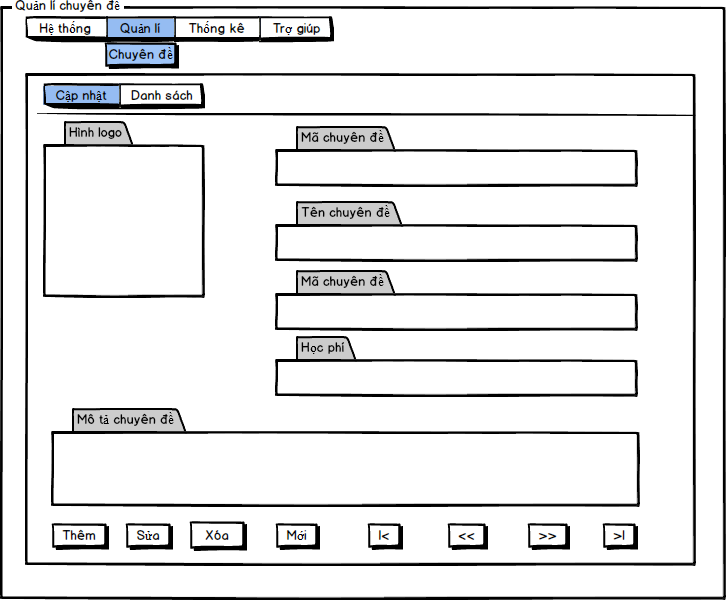 Quản lí chuyên đề
Hệ thống Quản lí Thống kê Trợ giúp
Chuyên đề
Cập nhật Danh sách
Hình logo
Mã chuyên đề
Tên chuyên đề
Mã chuyên đề
Học phí
Mô tả chuyên đề
Thêm Sửa Xóa Mới I< << >> >I